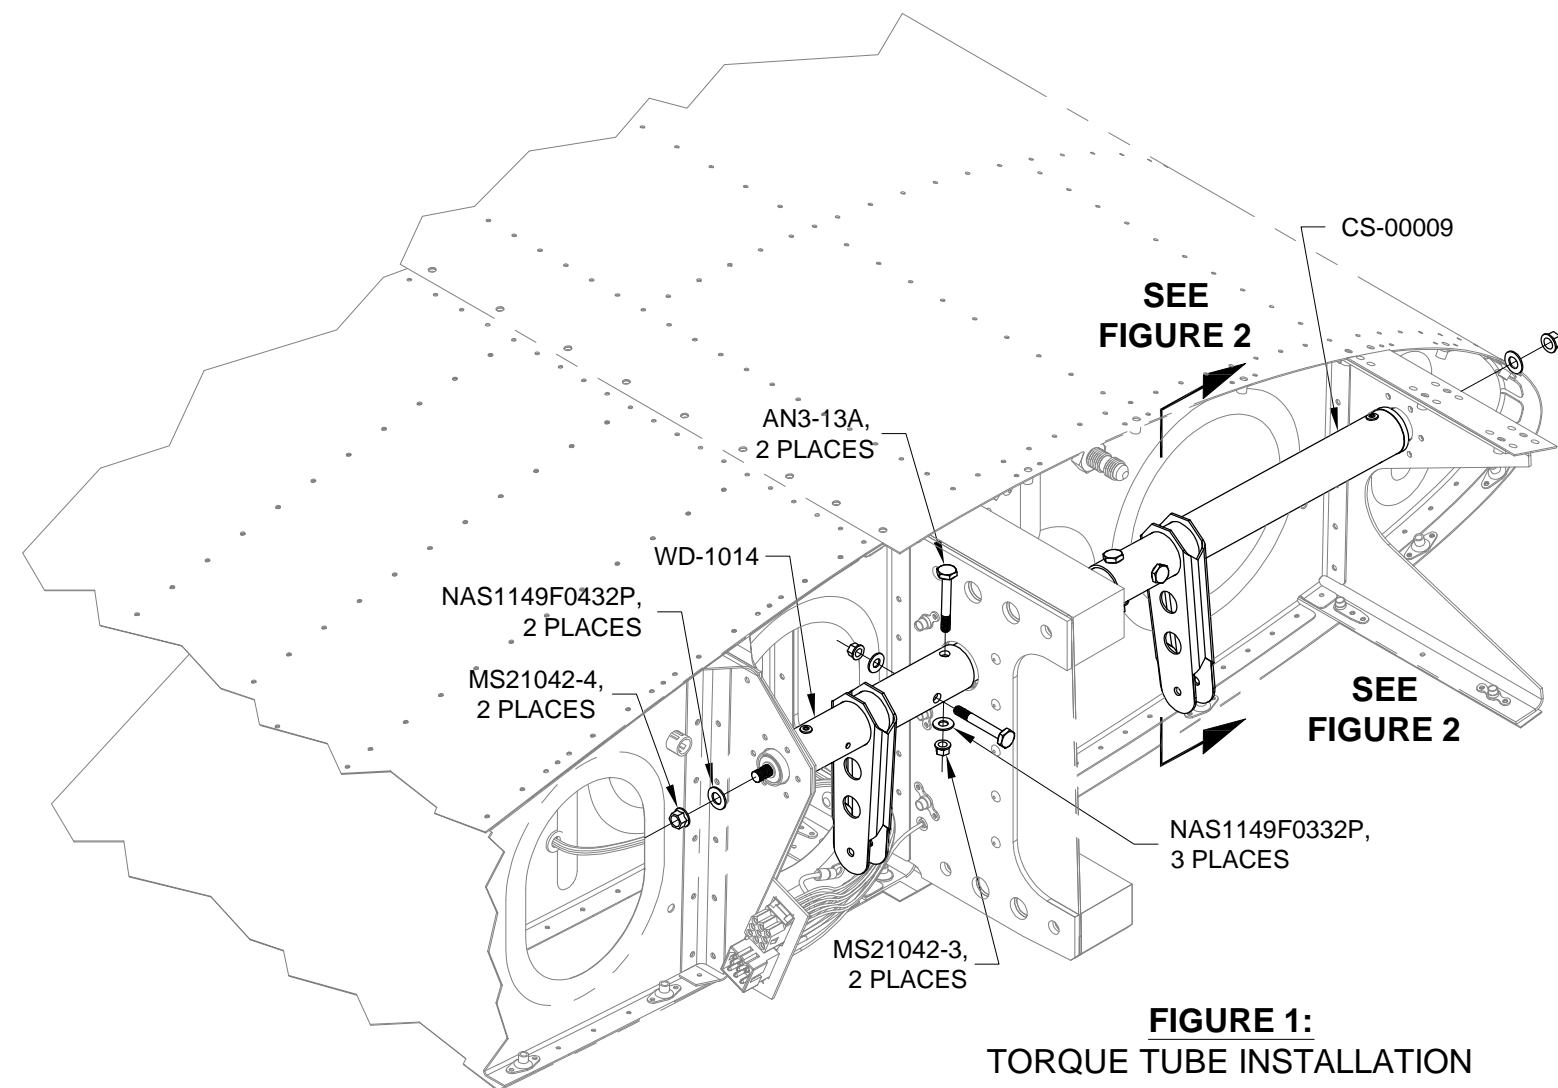 CS-00009
SEE
FIGURE 2
AN3-13A,
2 PLACES
WD-1014
NAS1149F0432P,
2 PLACES
MS21042-4,
2 PLACES
SEE
FIGURE 2
NAS1149F0332P,
3 PLACES
MS21042-3,
2 PLACES
FIGURE 1:
TORQUE TUBE INSTALLATION